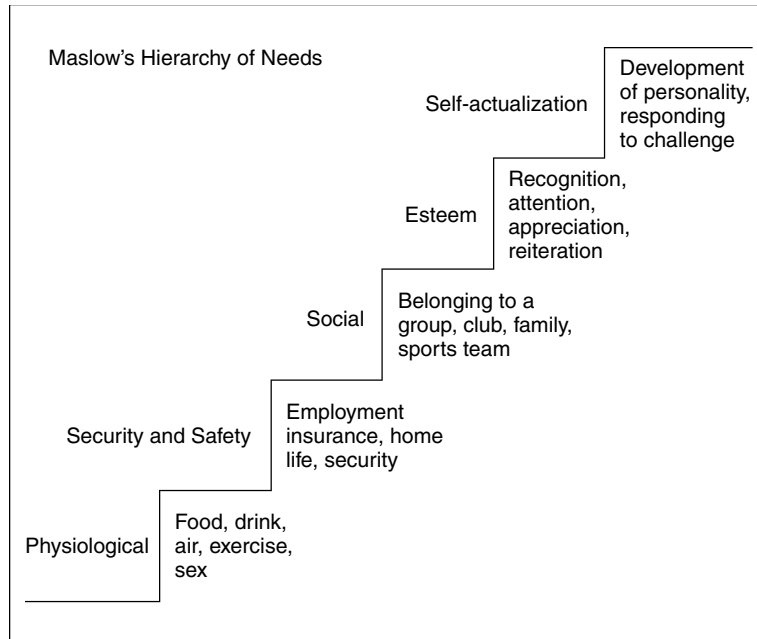 Maslow's Hierarchy of Needs
Self-actualization
Development
of personality,
responding
to challenge
Esteem
Recognition,
attention,
appreciation,
reiteration
Social
Belonging to a
group, club, family,
sports team
Security and Safety
Employment
insurance, home
life, security
Physiological
Food, drink,
air, exercise,
sex